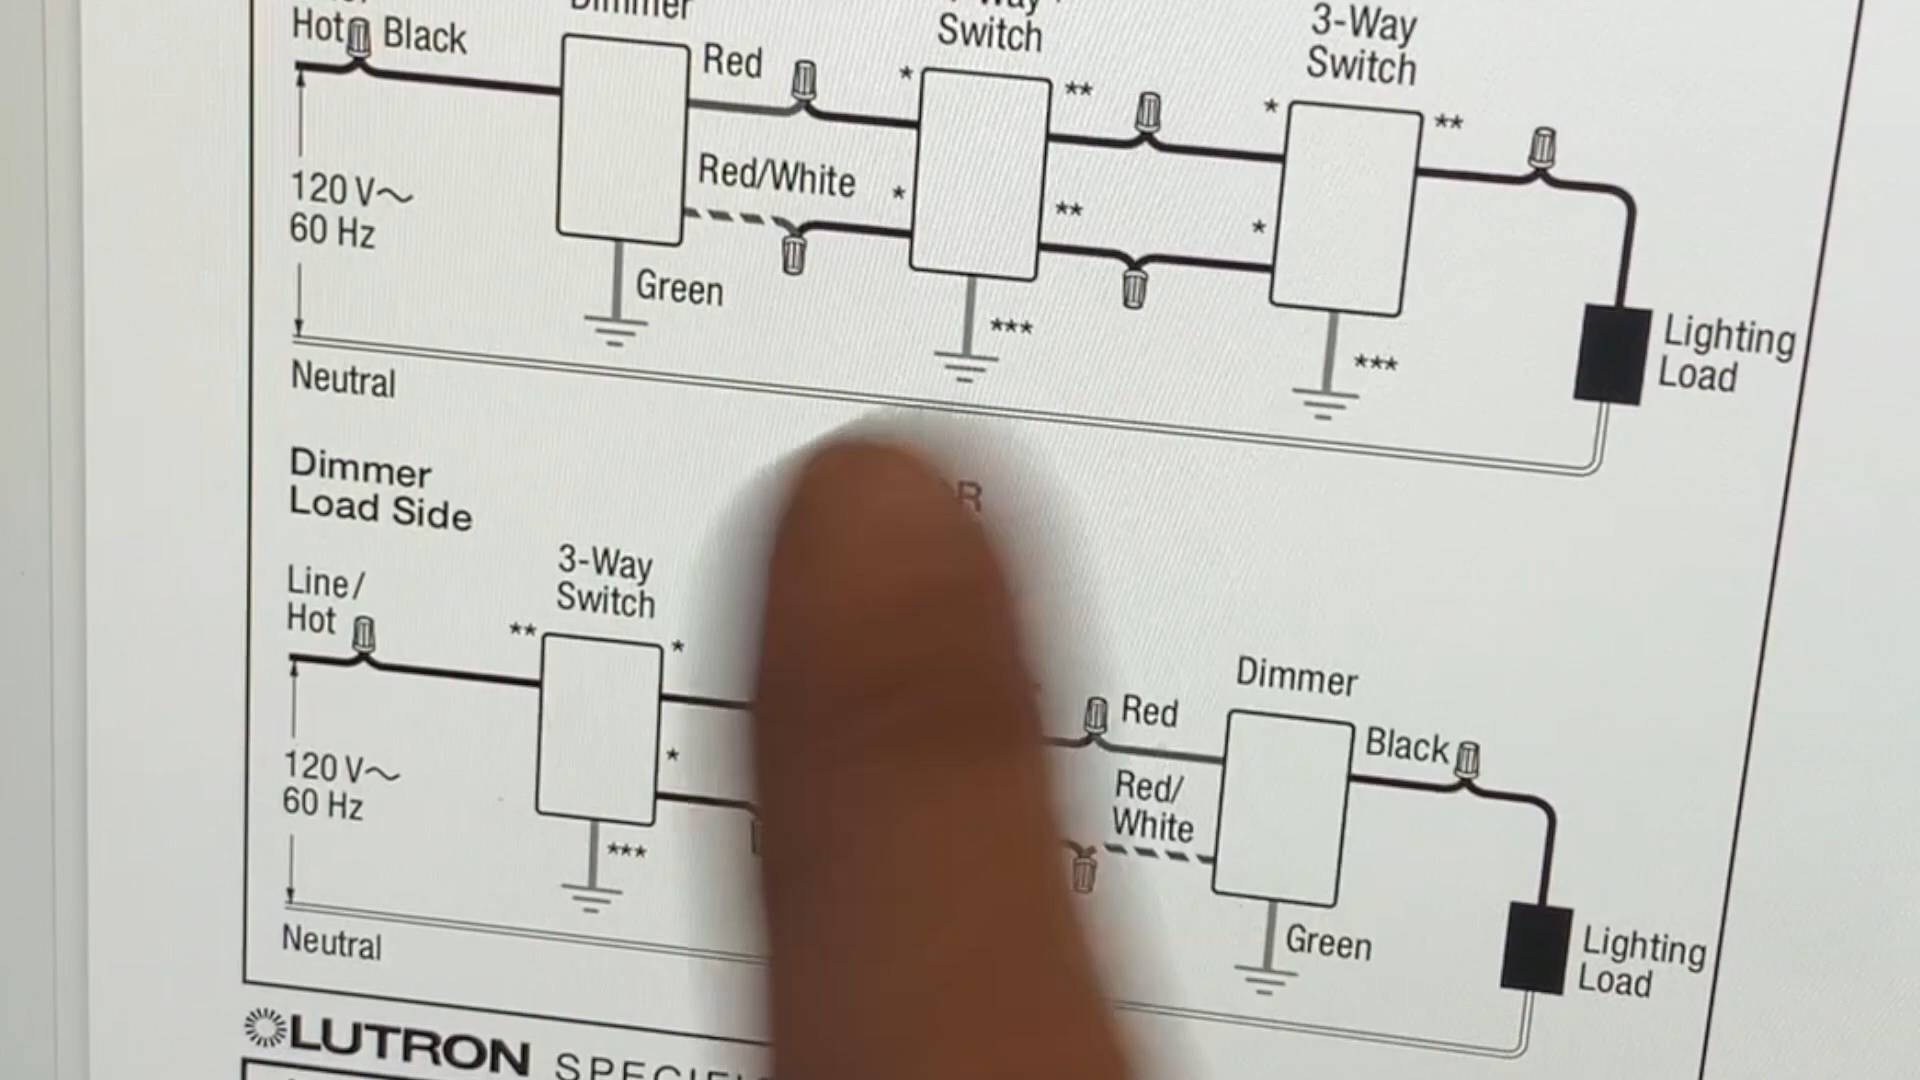 Dimmer
Switch
3-Way
Switch
Hot
Black
Red
*
**
*
**
Red/White
*
**
*
120 V~
60 Hz
Green
***
***
Lighting
Load
Neutral
Dimmer
Load Side
R
3-Way
Switch
Line/
Hot
**
*
Dimmer
Red
Black
*
Red/
White
120 V~
60 Hz
***
Green
Lighting
Load
Neutral
LUTRON